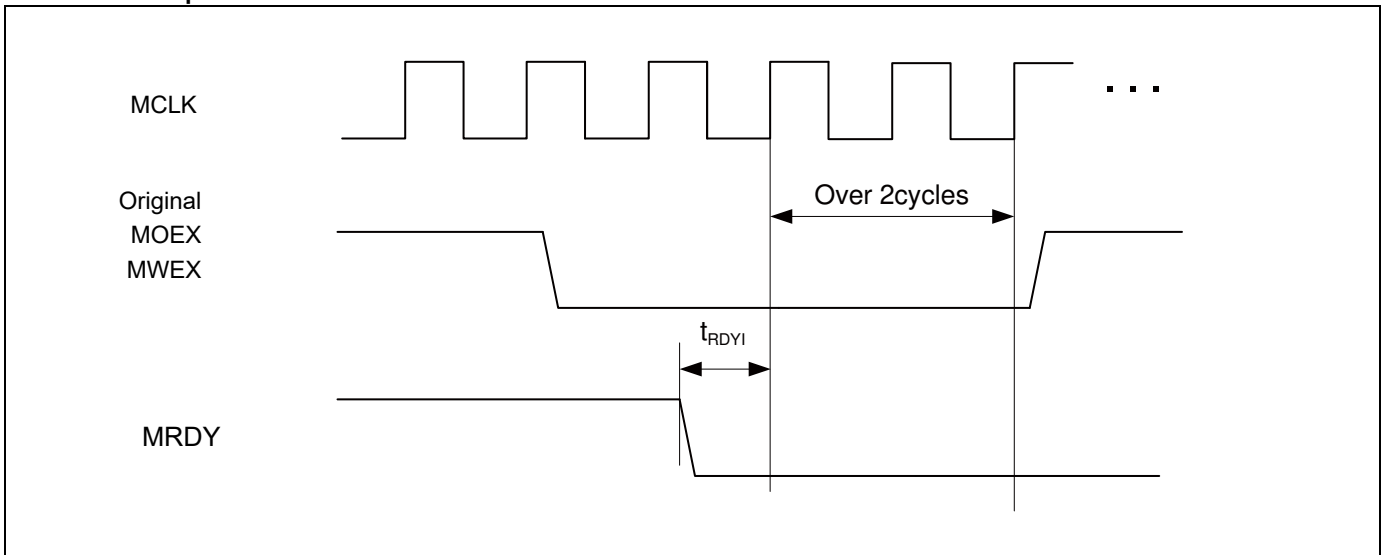 MCLK
. . .
Original
MOEX
MWEX
Over 2cycles
tRDYI
MRDY